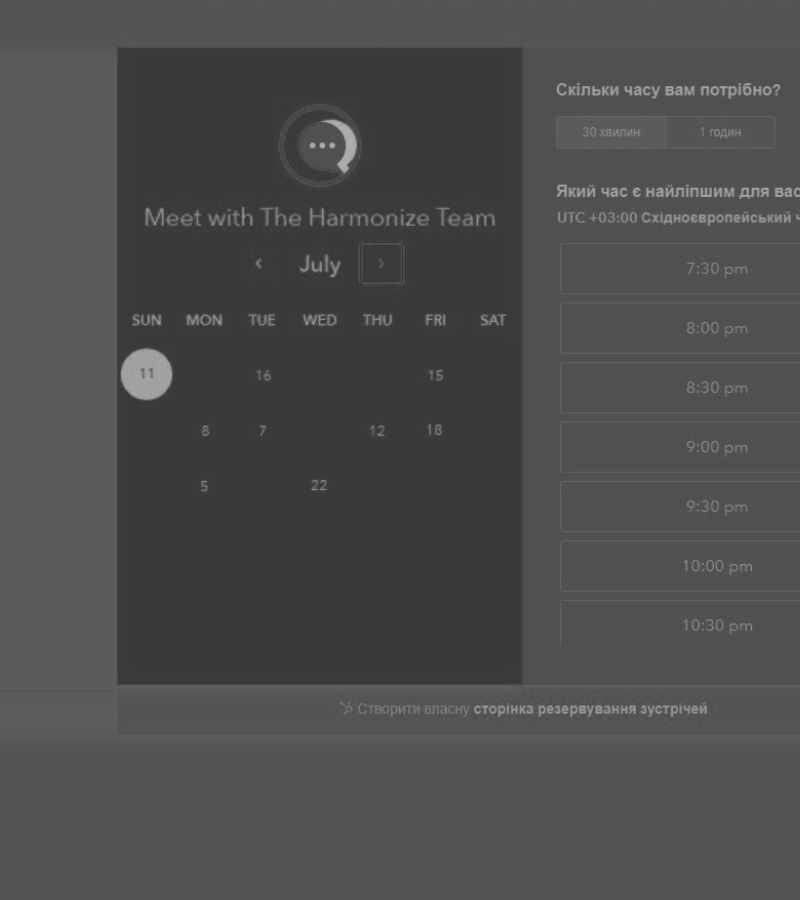 Meet with The Harmonize Team
July
SUN MON TUE WED THU FRI SAT
11 16 15
8 7 12 18
5 22
Скільки часу вам потрібно?
30 хвилин 1 годин
Який час є найліпшим для вас
UTC +03:00 Східноєвропейський ч
7:30 pm
8:00 pm
8:30 pm
9:00 pm
9:30 pm
10:00 pm
10:30 pm
Створити власну сторінка резервування зустрічей